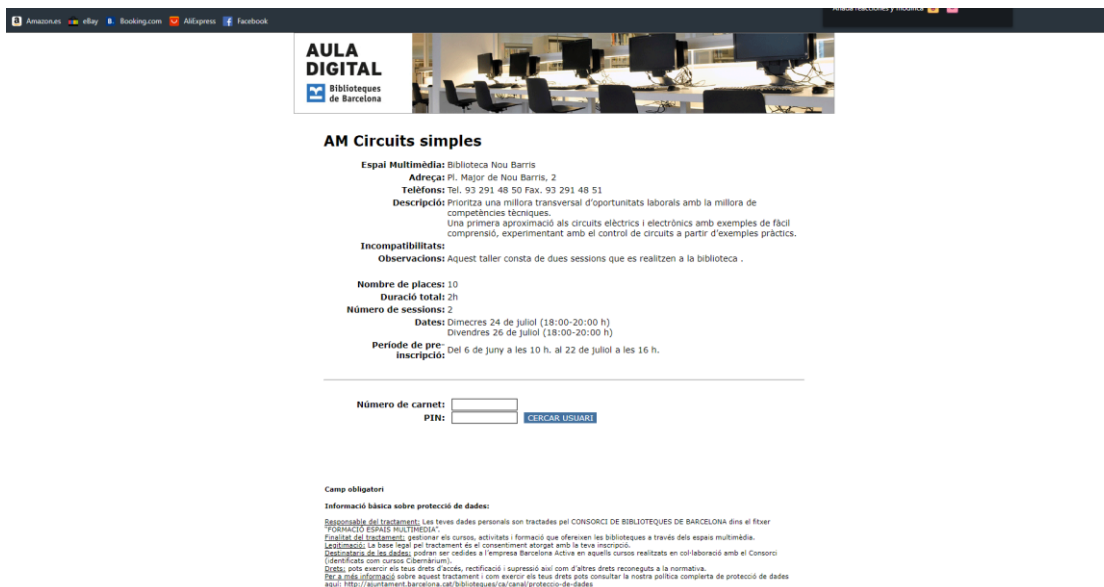 Amazon.es eBay Booking.com AliExpress Facebook
Añada reacciones y modifica
AULA
DIGITAL
Biblioteques
de Barcelona
AM Circuits simples
Espai Multimèdia: Biblioteca Nou Barris
Adreça: Pl. Major de Nou Barris, 2
Telèfons: Tel. 93 291 48 50 Fax. 93 291 48 51
Descripció: Prioritza una millora transversal d'oportunitats laborals amb la millora de
competències tècniques.
Una primera aproximació als circuits elèctrics i electrònics amb exemples de fàcil
comprensió, experimentant amb el control de circuits a partir d'exemples pràctics.
Incompatibilitats:
Observacions: Aquest taller consta de dues sessions que es realitzen a la biblioteca .
Nombre de places: 10
Duració total: 2h
Número de sessions: 2
Dates: Dimecres 24 de juliol (18:00-20:00 h)
Divendres 26 de juliol (18:00-20:00 h)
Període de pre-
inscripció: Del 6 de juny a les 10 h. al 22 de juliol a les 16 h.
Número de carnet:
PIN: CERCAR USUARI
Camp obligatori
Informació bàsica sobre protecció de dades:
Responsable del tractament: Les teves dades personals son tractades pel CONSORCI DE BIBLIOTEQUES DE BARCELONA dins el fitxer
"FORMACIÓ ESPAIS MULTIMEDIA".
Finalitat del tractament: gestionar els cursos, activitats i formació que ofereixen les biblioteques a través dels espais multimèdia.
Legitimació: La base legal pel tractament és el consentiment atorgat amb la teva inscripció.
Destinataris de les dades: podran ser cedides a l'empresa Barcelona Activa en aquells cursos realitzats en col·laboració amb el Consorci
(identificats com cursos Cibernàrium).
Drets: pots exercir els teus drets d'accés, rectificació i supressió així com d'altres drets reconeguts a la normativa.
Per a més informació sobre aquest tractament i com exercir els teus drets pots consultar la nostra política complerta de protecció de dades
aquí: http://ajuntament.barcelona.cat/biblioteques/ca/canal/proteccio-de-dades